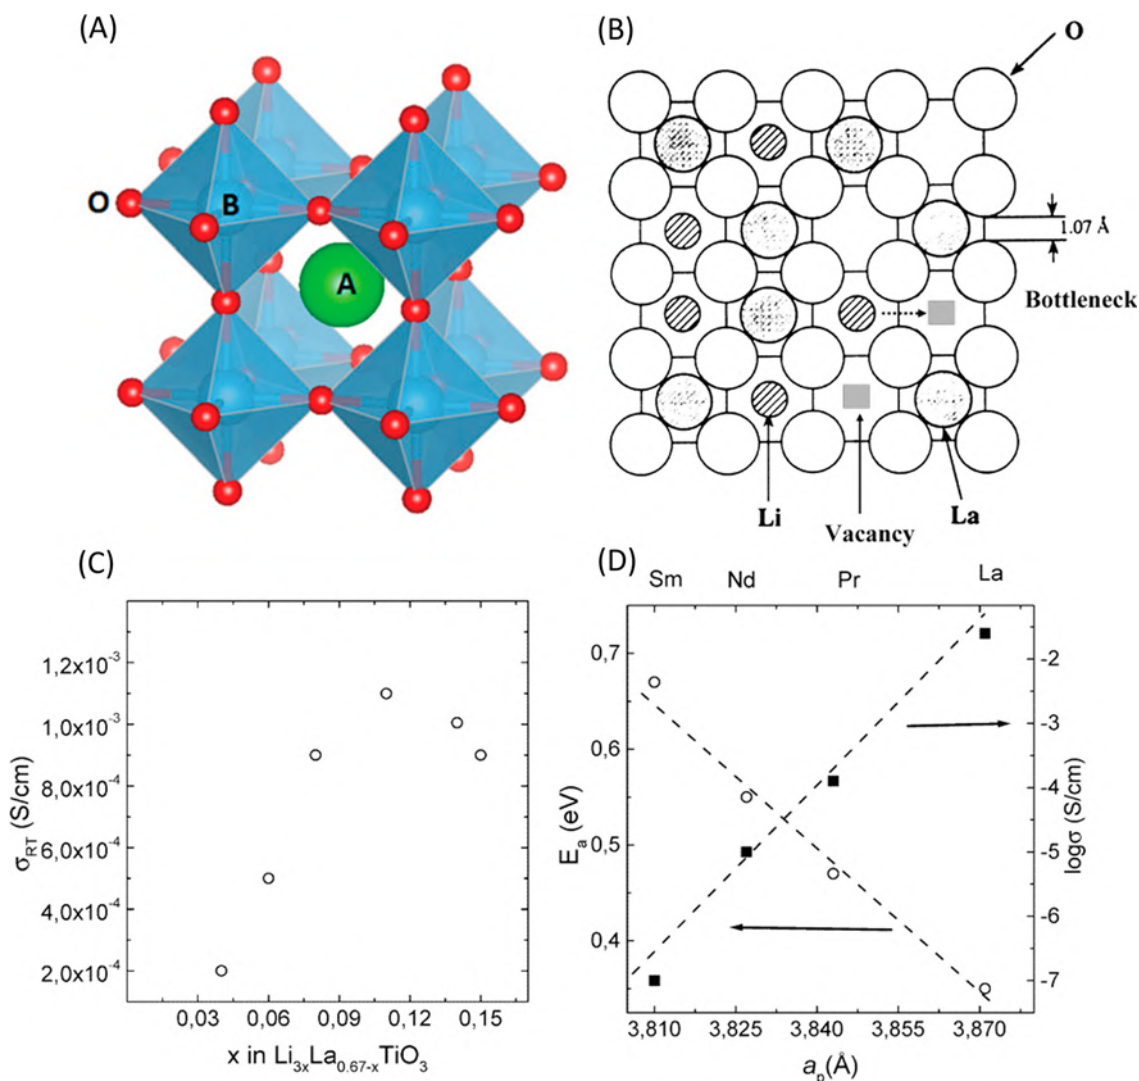 (A)
O
B
A
(B)
O
1.07 Å
Bottleneck
Li
Vacancy
La
(C)
σRT (S/cm)
1,2x10⁻³
1,0x10⁻³
8,0x10⁻⁴
6,0x10⁻⁴
4,0x10⁻⁴
2,0x10⁻⁴
0,03 0,06 0,09 0,12 0,15
x in Li₃ₓLa₀.₆₇₋ₓTiO₃
(D)
Sm Nd Pr La
Eₐ (eV)
0,7
0,6
0,5
0,4
-2
-3
-4
-5
-6
-7
logσ (S/cm)
3,810 3,825 3,840 3,855 3,870
aₚ(Å)